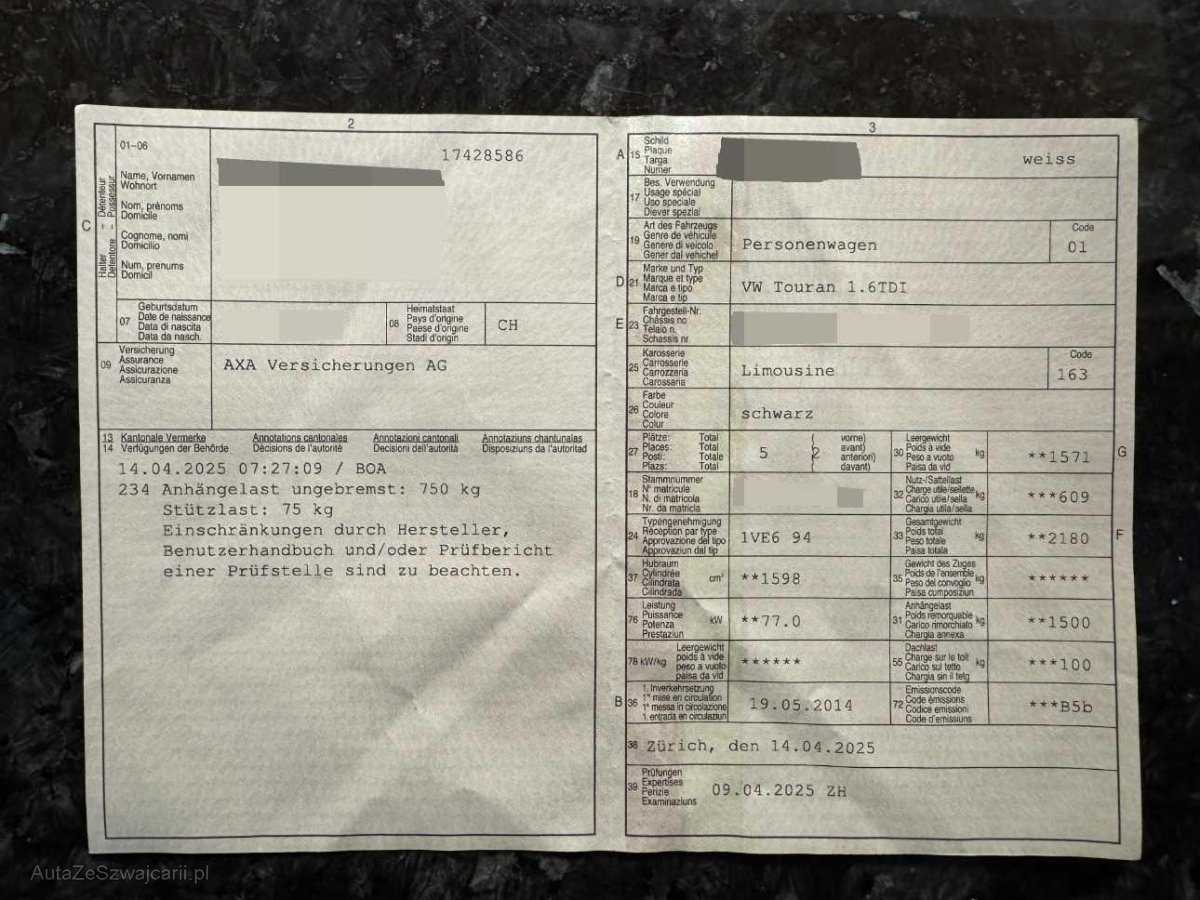 2
01-06
17428586
C
Halter - Détenteur
Detentore - Possessur
Name, Vornamen
Wohnort
Nom, prénoms
Domicile
Cognome, nomi
Domicilio
Num, prenums
Domicil
07
Geburtsdatum
Date de naissance
Data di nascita
Data da nasch.
08
Heimatstaat
Pays d'origine
Paese d'origine
Stadi d'origin
CH
09
Versicherung
Assurance
Assicurazione
Assicuranza
AXA Versicherungen AG
13 Kantonale Vermerke Annotations cantonales Annotazioni cantonali Annotaziuns chantunalas
14 Verfügungen der Behörde Décisions de l'autorité Decisioni dell'autorità Disposiziuns da l'autoritad
14.04.2025 07:27:09 / BOA
234 Anhängelast ungebremst: 750 kg
Stützlast: 75 kg
Einschränkungen durch Hersteller,
Benutzerhandbuch und/oder Prüfbericht
einer Prüfstelle sind zu beachten.
3
A 15
Schild
Plaque
Targa
Numer
weiss
17
Bes. Verwendung
Usage spécial
Uso speciale
Diever spezial
19
Art des Fahrzeugs
Genre de véhicule
Genere di veicolo
Gener dal vehichel
Personenwagen
Code
01
D 21
Marke und Typ
Marque et type
Marca e tipo
Marca e tip
VW Touran 1.6TDI
E 23
Fahrgestell-Nr.
Châssis no
Telaio n.
Schassis nr.
25
Karosserie
Carrosserie
Carrozzeria
Carossaria
Limousine
Code
163
26
Farbe
Couleur
Colore
Colur
schwarz
27
Plätze: Total
Places: Total
Posti: Totale
Plazs: Total
5 ( 2 vorne)
avant)
anteriori)
davant)
30
Leergewicht
Poids à vide
Peso a vuoto
Paisa da vid
kg
**1571
G
18
Stammnummer
N° matricule
N. di matricola
Nr. da matricla
32
Nutz-/Sattellast
Charge utile/sellette
Carico utile/sella
Chargia utila/sella
kg
***609
24
Typengenehmigung
Réception par type
Approvazione del tipo
Approvaziun dal tip
1VE6 94
33
Gesamtgewicht
Poids total
Peso totale
Paisa totala
kg
**2180
F
37
Hubraum
Cylindrée
Cilindrata
Cilindrada
cm³
**1598
35
Gewicht des Zuges
Poids de l'ensemble
Peso del convoglio
Paisa cumposiziun
kg
******
76
Leistung
Puissance
Potenza
Prestaziun
kW
**77.0
31
Anhängelast
Poids remorquable
Carico rimorchiato
Chargia annexa
kg
**1500
78 kW/kg
Leergewicht
poids à vide
peso a vuoto
paisa da vid
******
55
Dachlast
Charge sur le toit
Carico sul tetto
Chargia sin il tetg
kg
***100
B 36
1. Inverkehrsetzung
1re mise en circulation
1a messa in circolazione
1. entrada en circulaziun
19.05.2014
72
Emissionscode
Code émissions
Codice emissioni
Code d'emissiuns
***B5b
38 Zürich, den 14.04.2025
39
Prüfungen
Expertises
Perizie
Examinaziuns
09.04.2025 ZH
AutaZeSzwajcarii.pl